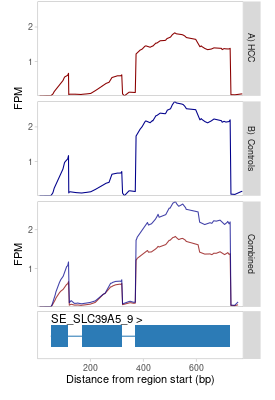 2
1
FPM
A) HCC
2
1
B) Controls
2
1
FPM
Combined
SE_SLC39A5_9 >
200 400 600
Distance from region start (bp)